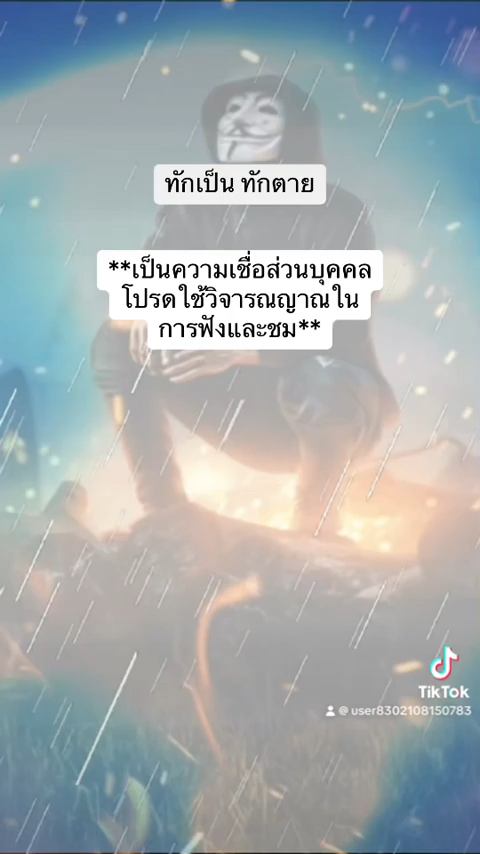 ทักเป็น ทักตาย
**เป็นความเชื่อส่วนบุคคล
โปรดใช้วิจารณญาณใน
การฟังและชม**
TikTok
@user8302108150783